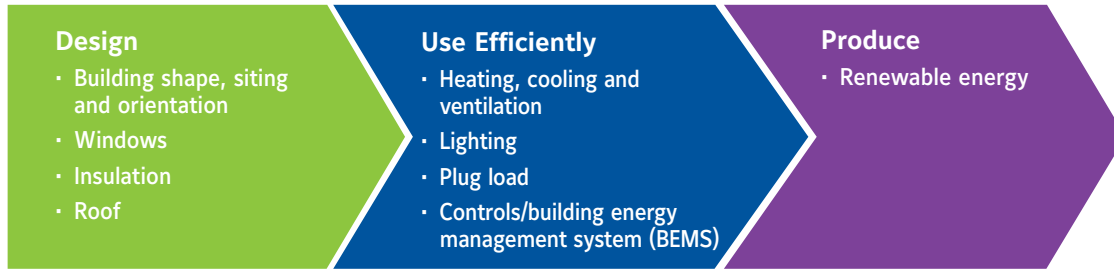 Design
· Building shape, siting
and orientation
· Windows
· Insulation
· Roof
Use Efficiently
· Heating, cooling and
ventilation
· Lighting
· Plug load
· Controls/building energy
management system (BEMS)
Produce
· Renewable energy